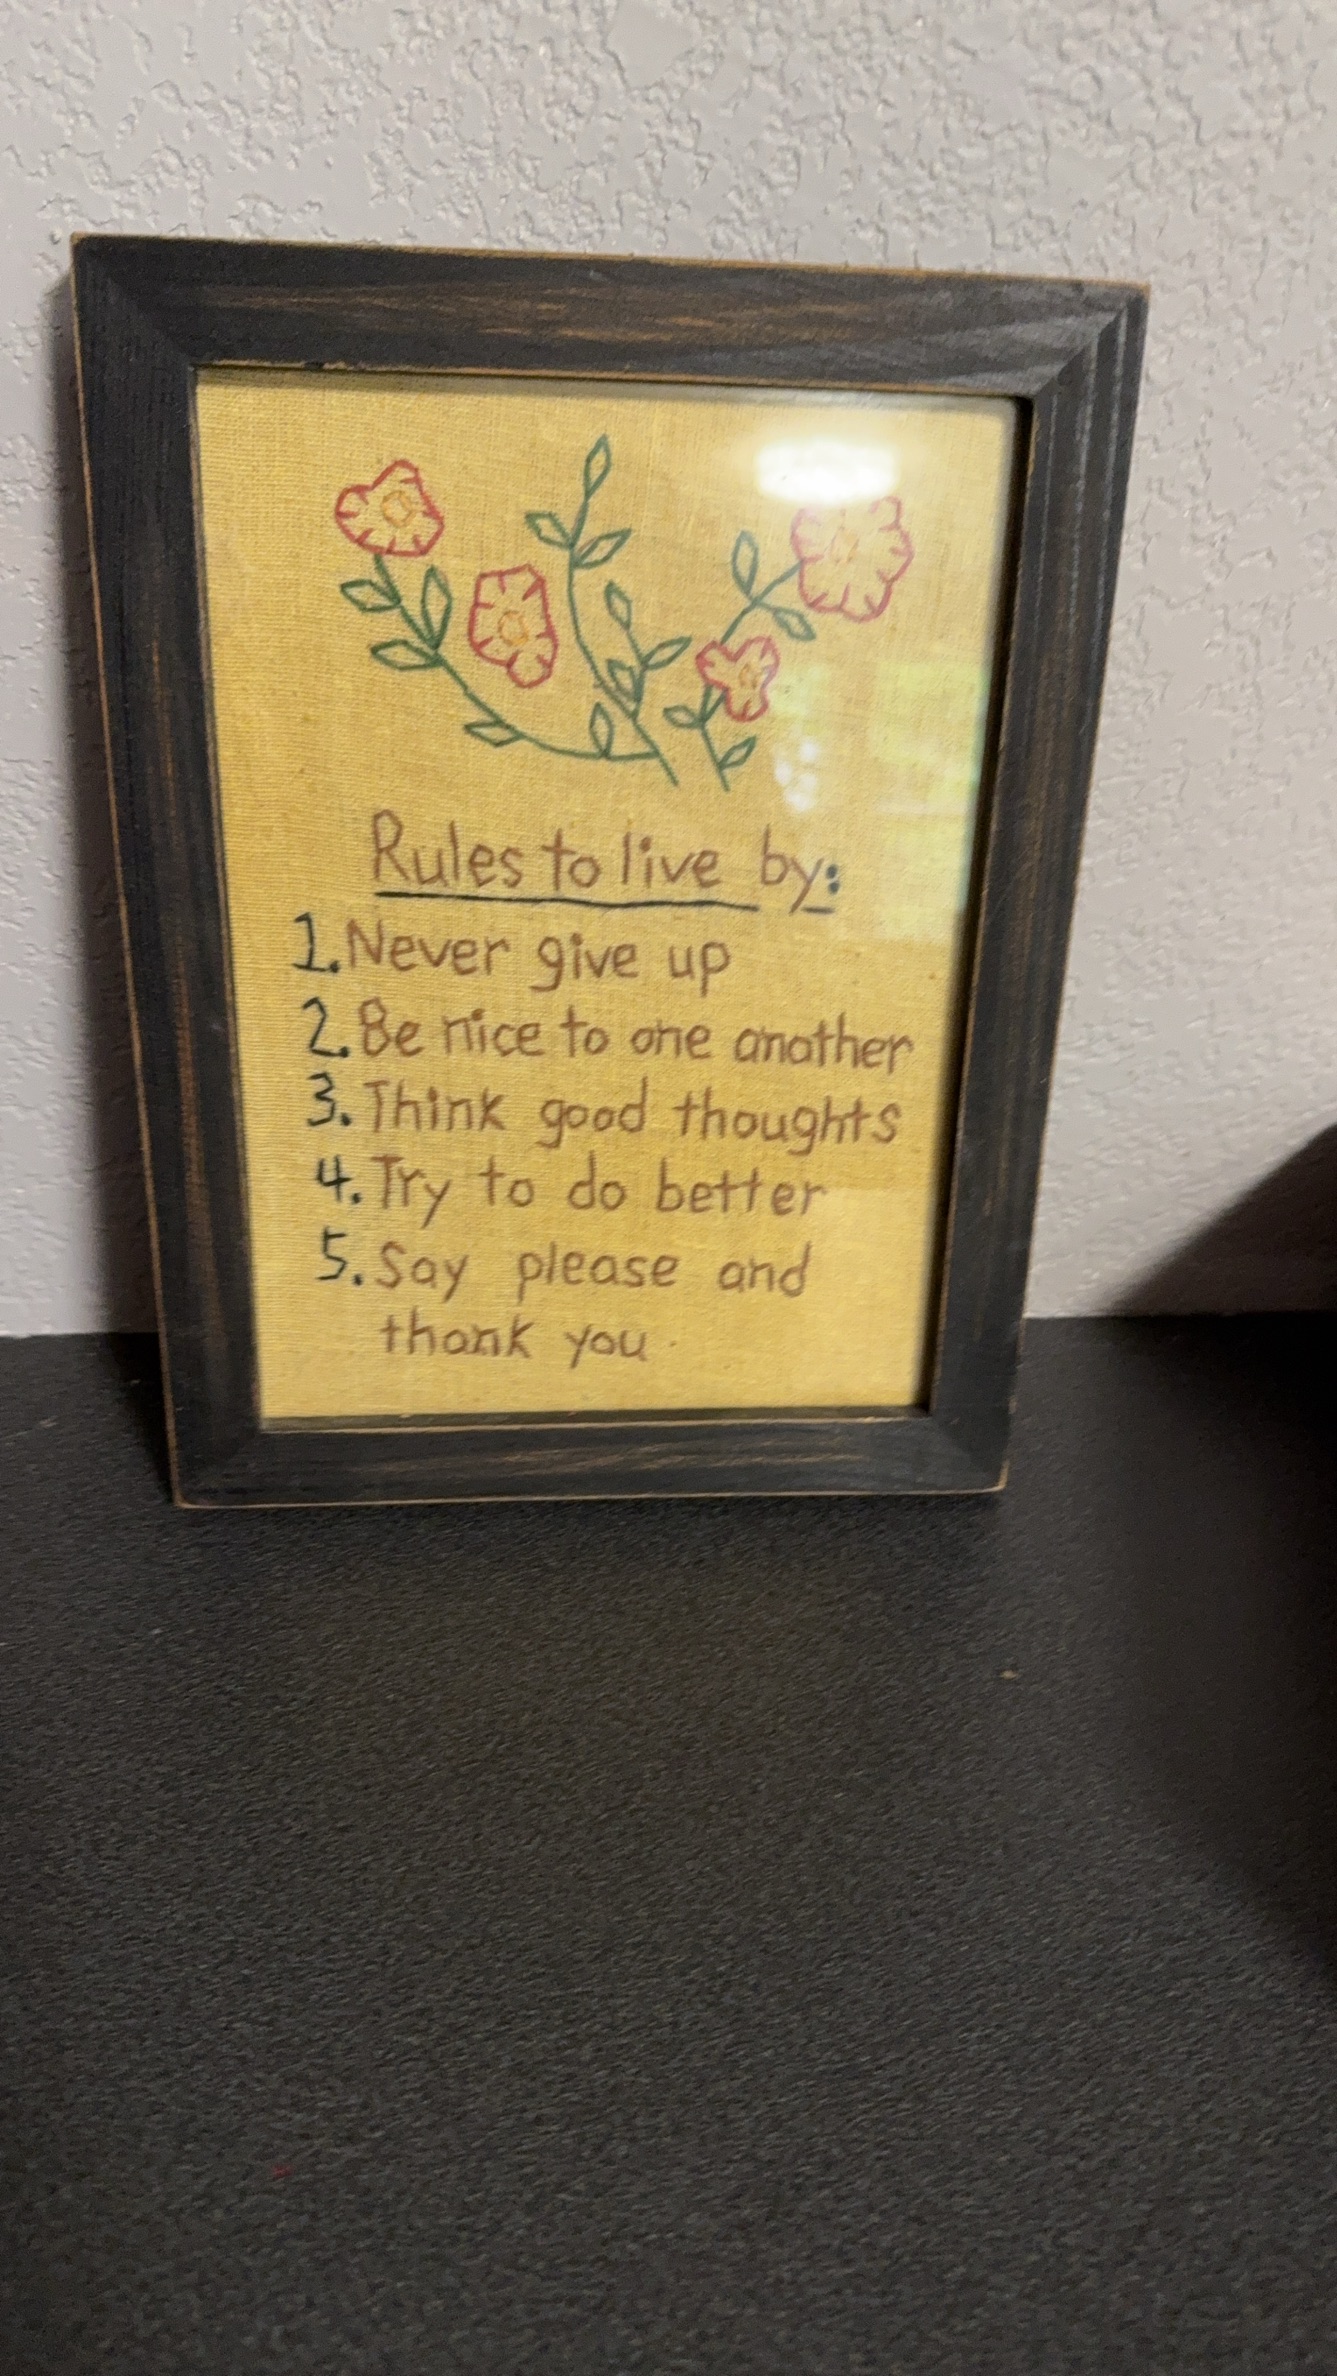 Rules to live by:
1. Never give up
2. Be nice to one another
3. Think good thoughts
4. Try to do better
5. Say please and
thank you